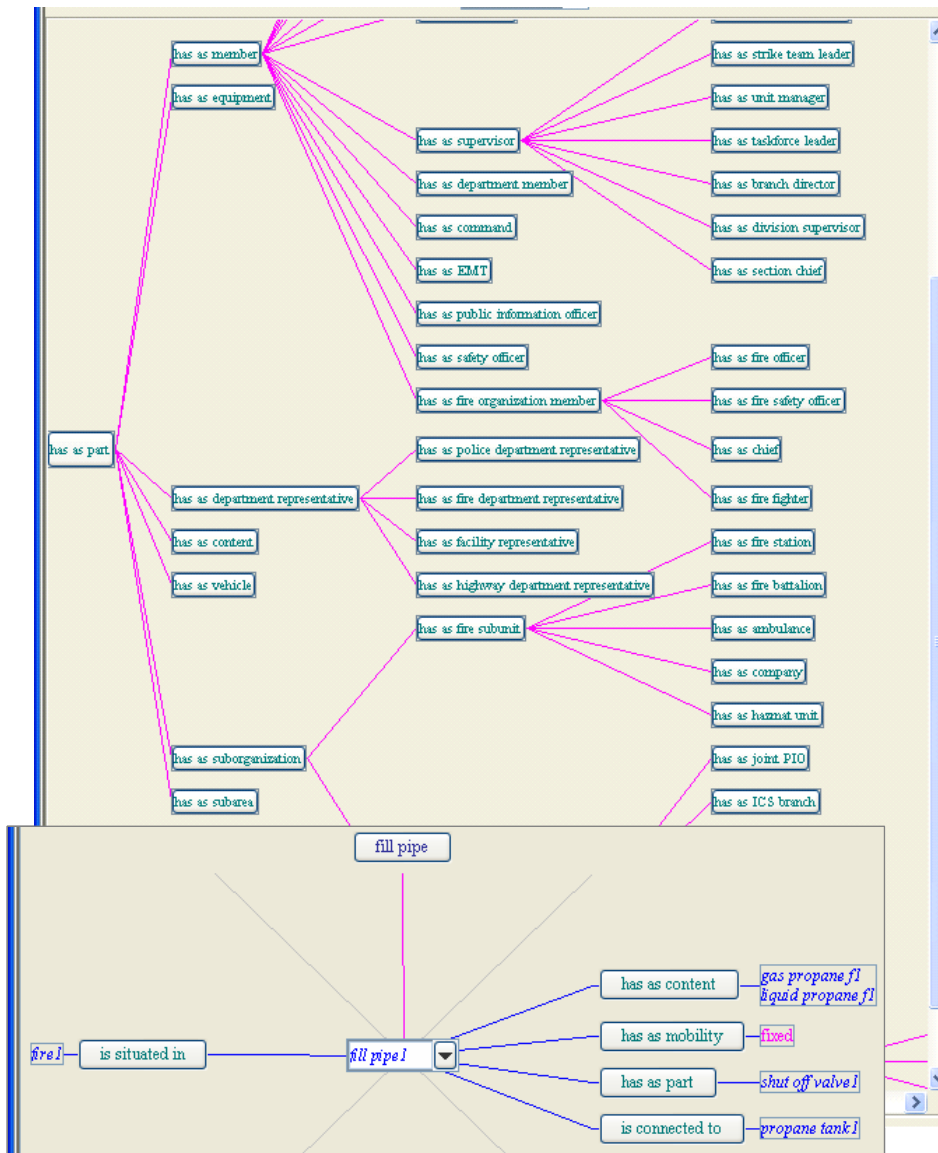 has as member
has as equipment
has as part
has as department representative
has as content
has as vehicle
has as suborganization
has as subarea
has as supervisor
has as department member
has as command
has as EMT
has as public information officer
has as safety officer
has as fire organization member
has as police department representative
has as fire department representative
has as facility representative
has as highway department representative
has as fire subunit
has as strike team leader
has as unit manager
has as taskforce leader
has as branch director
has as division supervisor
has as section chief
has as fire officer
has as fire safety officer
has as chief
has as fire fighter
has as fire station
has as fire battalion
has as ambulance
has as company
has as hazmat unit
has as joint PIO
has as ICS branch
fill pipe
fire1
is situated in
fill pipe1
has as content
gas propane f1
liquid propane f1
has as mobility
fixed
has as part
shut off valve1
is connected to
propane tank1